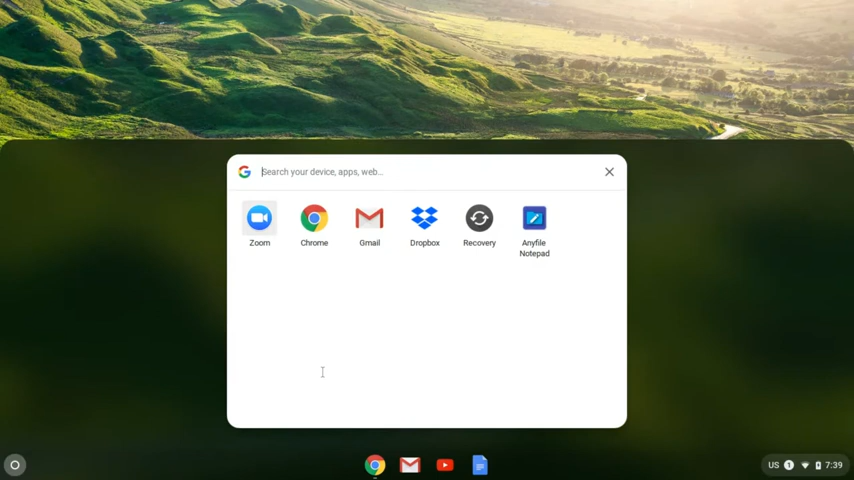 Search your device, apps, web...
Zoom
Chrome
Gmail
Dropbox
Recovery
Anyfile
Notepad
US 1 7:39